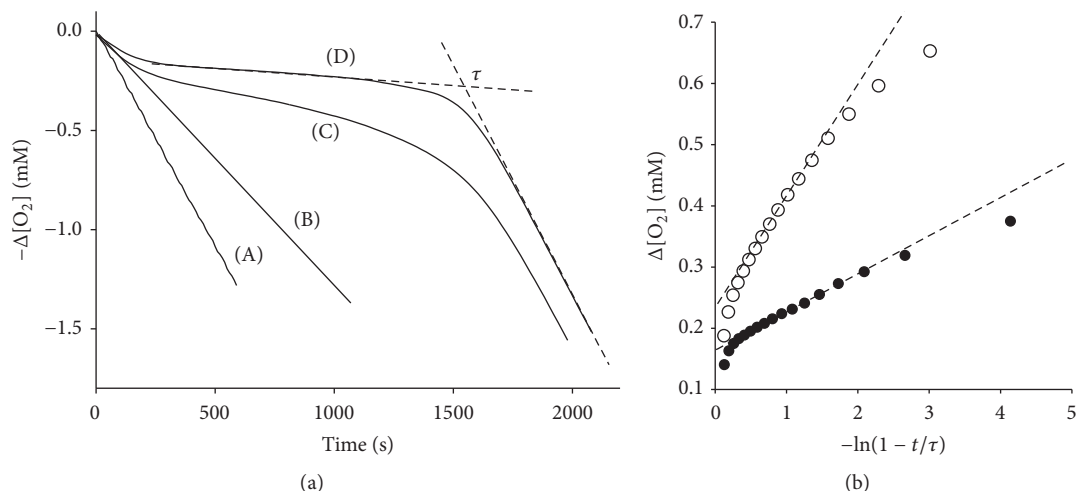 0.0
−0.5
−1.0
−1.5
−Δ[O₂] (mM)
(D)
τ
(C)
(B)
(A)
0
500
1000
1500
2000
Time (s)
(a)
0.7
0.6
0.5
0.4
0.3
0.2
0.1
Δ[O₂] (mM)
0
1
2
3
4
5
−ln(1 − t/τ)
(b)